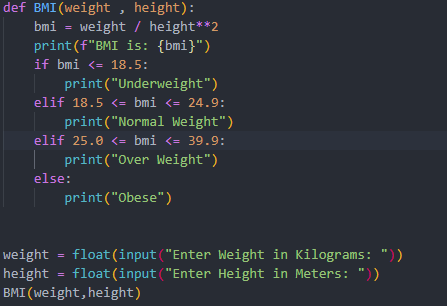 def BMI(weight , height):
    bmi = weight / height**2
    print(f"BMI is: {bmi}")
    if bmi <= 18.5:
        print("Underweight")
    elif 18.5 <= bmi <= 24.9:
        print("Normal Weight")
    elif 25.0 <= bmi <= 39.9:
        print("Over Weight")
    else:
        print("Obese")
weight = float(input("Enter Weight in Kilograms: "))
height = float(input("Enter Height in Meters: "))
BMI(weight,height)